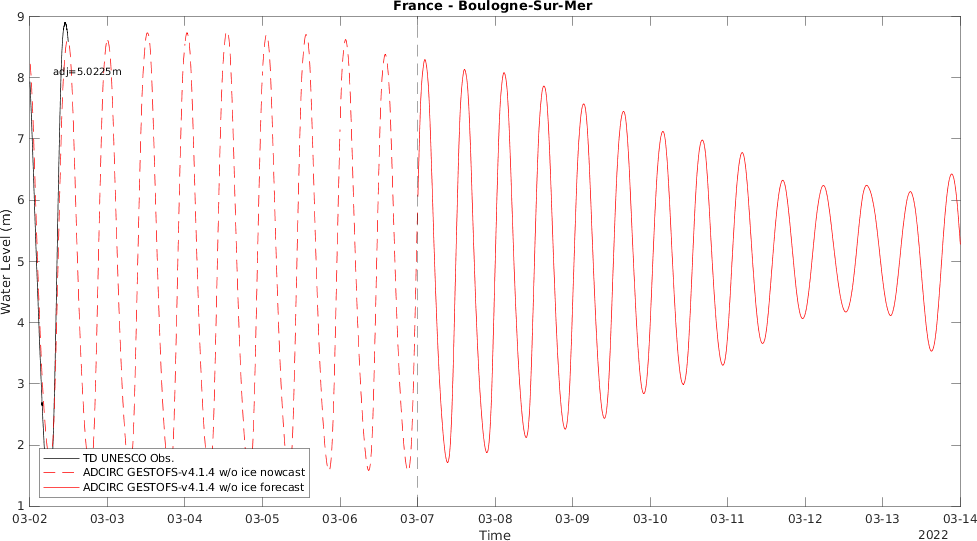 France - Boulogne-Sur-Mer
9
8
7
6
5
4
3
2
1
Water Level (m)
adj=5.0225m
TD UNESCO Obs.
ADCIRC GESTOFS-v4.1.4 w/o ice nowcast
ADCIRC GESTOFS-v4.1.4 w/o ice forecast
03-02 03-03 03-04 03-05 03-06 03-07 03-08 03-09 03-10 03-11 03-12 03-13 03-14
Time
2022